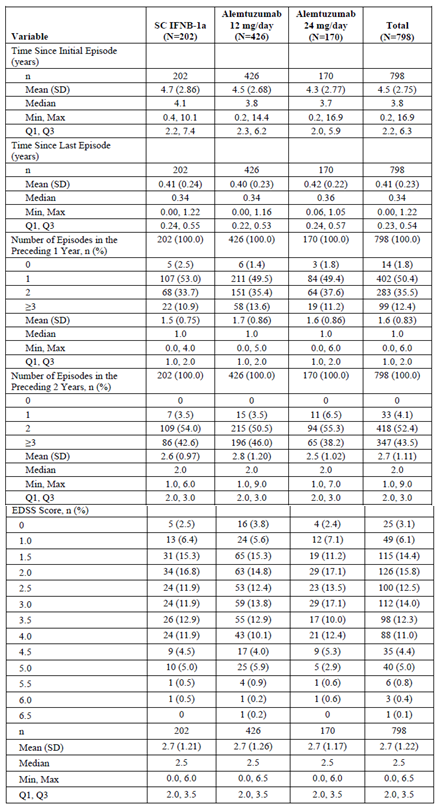 Variable SC IFNB-1a (N=202) Alemtuzumab 12 mg/day (N=426) Alemtuzumab 24 mg/day (N=170) Total (N=798)
Time Since Initial Episode (years)
n 202 426 170 798
Mean (SD) 4.7 (2.86) 4.5 (2.68) 4.3 (2.77) 4.5 (2.75)
Median 4.1 3.8 3.7 3.8
Min, Max 0.4, 10.1 0.2, 14.4 0.2, 16.9 0.2, 16.9
Q1, Q3 2.2, 7.4 2.3, 6.2 2.0, 5.9 2.2, 6.3
Time Since Last Episode (years)
n 202 426 170 798
Mean (SD) 0.41 (0.24) 0.40 (0.23) 0.42 (0.22) 0.41 (0.23)
Median 0.34 0.34 0.36 0.34
Min, Max 0.00, 1.22 0.00, 1.16 0.06, 1.05 0.00, 1.22
Q1, Q3 0.24, 0.55 0.22, 0.53 0.24, 0.57 0.23, 0.54
Number of Episodes in the Preceding 1 Year, n (%) 202 (100.0) 426 (100.0) 170 (100.0) 798 (100.0)
0 5 (2.5) 6 (1.4) 3 (1.8) 14 (1.8)
1 107 (53.0) 211 (49.5) 84 (49.4) 402 (50.4)
2 68 (33.7) 151 (35.4) 64 (37.6) 283 (35.5)
≥3 22 (10.9) 58 (13.6) 19 (11.2) 99 (12.4)
Mean (SD) 1.5 (0.75) 1.7 (0.86) 1.6 (0.86) 1.6 (0.83)
Median 1.0 1.0 1.0 1.0
Min, Max 0.0, 4.0 0.0, 5.0 0.0, 6.0 0.0, 6.0
Q1, Q3 1.0, 2.0 1.0, 2.0 1.0, 2.0 1.0, 2.0
Number of Episodes in the Preceding 2 Years, n (%) 202 (100.0) 426 (100.0) 170 (100.0) 798 (100.0)
0 0 0 0 0
1 7 (3.5) 15 (3.5) 11 (6.5) 33 (4.1)
2 109 (54.0) 215 (50.5) 94 (55.3) 418 (52.4)
≥3 86 (42.6) 196 (46.0) 65 (38.2) 347 (43.5)
Mean (SD) 2.6 (0.97) 2.8 (1.20) 2.5 (1.02) 2.7 (1.11)
Median 2.0 2.0 2.0 2.0
Min, Max 1.0, 6.0 1.0, 9.0 1.0, 7.0 1.0, 9.0
Q1, Q3 2.0, 3.0 2.0, 3.0 2.0, 3.0 2.0, 3.0
EDSS Score, n (%)
0 5 (2.5) 16 (3.8) 4 (2.4) 25 (3.1)
1.0 13 (6.4) 24 (5.6) 12 (7.1) 49 (6.1)
1.5 31 (15.3) 65 (15.3) 19 (11.2) 115 (14.4)
2.0 34 (16.8) 63 (14.8) 29 (17.1) 126 (15.8)
2.5 24 (11.9) 53 (12.4) 23 (13.5) 100 (12.5)
3.0 24 (11.9) 59 (13.8) 29 (17.1) 112 (14.0)
3.5 26 (12.9) 55 (12.9) 17 (10.0) 98 (12.3)
4.0 24 (11.9) 43 (10.1) 21 (12.4) 88 (11.0)
4.5 9 (4.5) 17 (4.0) 9 (5.3) 35 (4.4)
5.0 10 (5.0) 25 (5.9) 5 (2.9) 40 (5.0)
5.5 1 (0.5) 4 (0.9) 1 (0.6) 6 (0.8)
6.0 1 (0.5) 1 (0.2) 1 (0.6) 3 (0.4)
6.5 0 1 (0.2) 0 1 (0.1)
n 202 426 170 798
Mean (SD) 2.7 (1.21) 2.7 (1.26) 2.7 (1.17) 2.7 (1.22)
Median 2.5 2.5 2.5 2.5
Min, Max 0.0, 6.0 0.0, 6.5 0.0, 6.0 0.0, 6.5
Q1, Q3 2.0, 3.5 2.0, 3.5 2.0, 3.5 2.0, 3.5